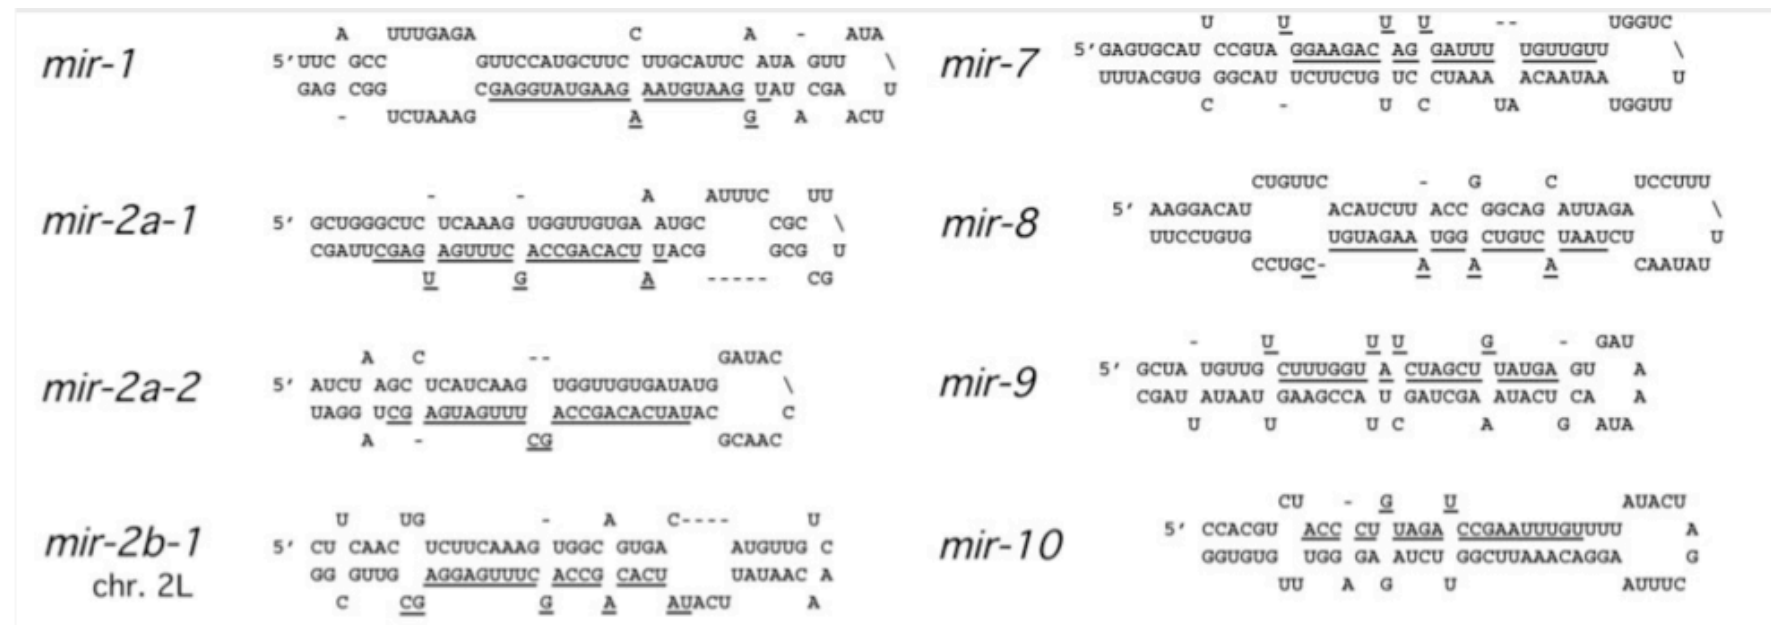 mir-1
A UUUGAGA C A - AUA
5'UUC GCC GUUCCAUGCUUC UUGCAUUC AUA GUU \
GAG CGG CGAGGUAUGAAG AAUGUAAG UAU CGA U
- UCUAAAG A G A ACU
mir-2a-1
- - A AUUUC UU
5' GCUGGGCUC UCAAAG UGGUUGUGA AUGC CGC \
CGAUUCGAG AGUUUC ACCGACACU UACG GCG U
U G A ----- CG
mir-2a-2
A C -- GAUAC
5' AUCU AGC UCAUCAAG UGGUUGUGAUAUG \
UAGG UCG AGUAGUUU ACCGACACUAUAC C
A - CG GCAAC
mir-2b-1
chr. 2L
U UG - A C---- U
5' CU CAAC UCUUCAAAG UGGC GUGA AUGUUG C
GG GUUG AGGAGUUUC ACCG CACU UAUAAC A
C CG G A AUACU A
mir-7
U U U U -- UGGUC
5'GAGUGCAU CCGUA GGAAGAC AG GAUUU UGUUGUU \
UUUACGUG GGCAU UCUUCUG UC CUAAA ACAAUAA U
C - U C UA UGGUU
mir-8
CUGUUC - G C UCCUUU
5' AAGGACAU ACAUCUU ACC GGCAG AUUAGA \
UUCCUGUG UGUAGAA UGG CUGUC UAAUCU U
CCUGC- A A A CAAUAU
mir-9
- U U U G - GAU
5' GCUA UGUUG CUUUGGU A CUAGCU UAUGA GU A
CGAU AUAAU GAAGCCA U GAUCGA AUACU CA A
U U U C A G AUA
mir-10
CU - G U AUACU
5' CCACGU ACC CU UAGA CCGAAUUUGUUUU A
GGUGUG UGG GA AUCU GGCUUAAACAGGA G
UU A G U AUUUC